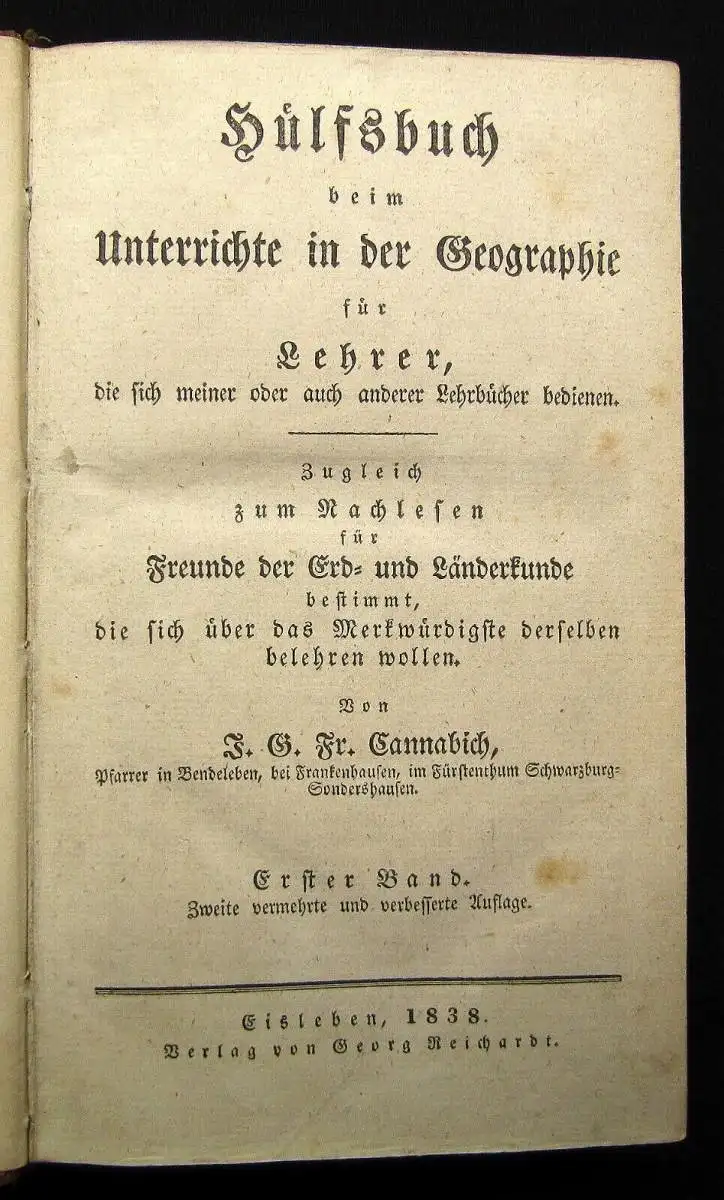 Hülfsbuch
beim
Unterrichte in der Geographie
für
Lehrer,
die sich meiner oder auch anderer Lehrbücher bedienen.
Zugleich
zum Nachlesen
für
Freunde der Erd- und Länderkunde
bestimmt,
die sich über das Merkwürdigste derselben
belehren wollen.
Von
J. G. Fr. Cannabich,
Pfarrer in Bendeleben, bei Frankenhausen, im Fürstenthum Schwarzburg-
Sondershausen.
Erster Band.
Zweite vermehrte und verbesserte Auflage.
Eisleben, 1838.
Verlag von Georg Reichardt.